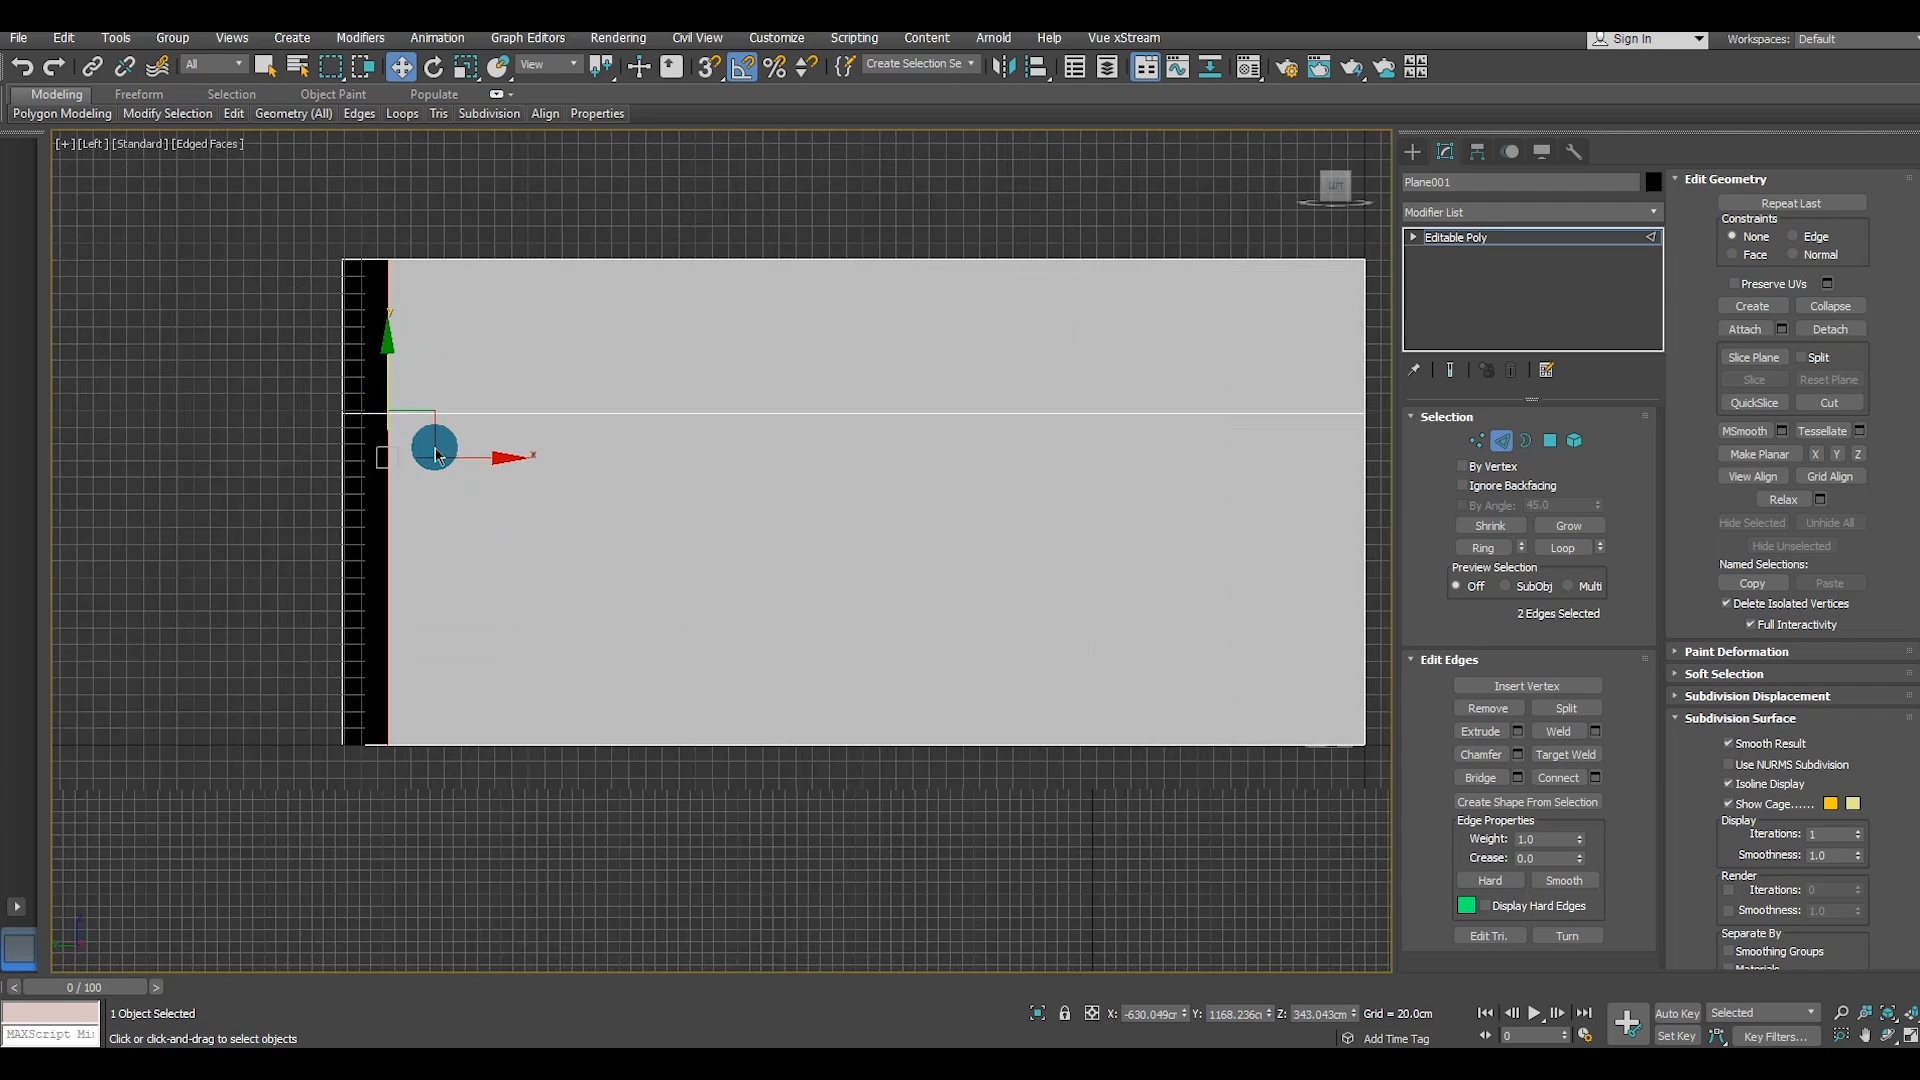 File Edit Tools Group Views Create Modifiers Animation Graph Editors Rendering Civil View Customize Scripting Content Arnold Help Vue xStream Sign In Workspaces: Default
All View Create Selection Se
Modeling Freeform Selection Object Paint Populate
Polygon Modeling Modify Selection Edit Geometry (All) Edges Loops Tris Subdivision Align Properties
[+] [Left] [Standard] [Edged Faces]
LEFT
y
x
Plane001
Modifier List
Editable Poly
Selection
By Vertex
Ignore Backfacing
By Angle: 45.0
Shrink Grow
Ring Loop
Preview Selection
Off SubObj Multi
2 Edges Selected
Edit Edges
Insert Vertex
Remove Split
Extrude Weld
Chamfer Target Weld
Bridge Connect
Create Shape From Selection
Edge Properties
Weight: 1.0
Crease: 0.0
Hard Smooth
Display Hard Edges
Edit Tri. Turn
Edit Geometry
Repeat Last
Constraints
None Edge
Face Normal
Preserve UVs
Create Collapse
Attach Detach
Slice Plane Split
Slice Reset Plane
QuickSlice Cut
MSmooth Tessellate
Make Planar X Y Z
View Align Grid Align
Relax
Hide Selected Unhide All
Hide Unselected
Named Selections:
Copy Paste
Delete Isolated Vertices
Full Interactivity
Paint Deformation
Soft Selection
Subdivision Displacement
Subdivision Surface
Smooth Result
Use NURMS Subdivision
Isoline Display
Show Cage......
Display
Iterations: 1
Smoothness: 1.0
Render
Iterations: 0
Smoothness: 1.0
Separate By
Smoothing Groups
Materials
< 0 / 100 >
1 Object Selected
MAXScript Mi
Click or click-and-drag to select objects
X: -630.049cr Y: 1168.236cr Z: 343.043cm Grid = 20.0cm
Add Time Tag
0
Auto Key Selected
Set Key Key Filters...